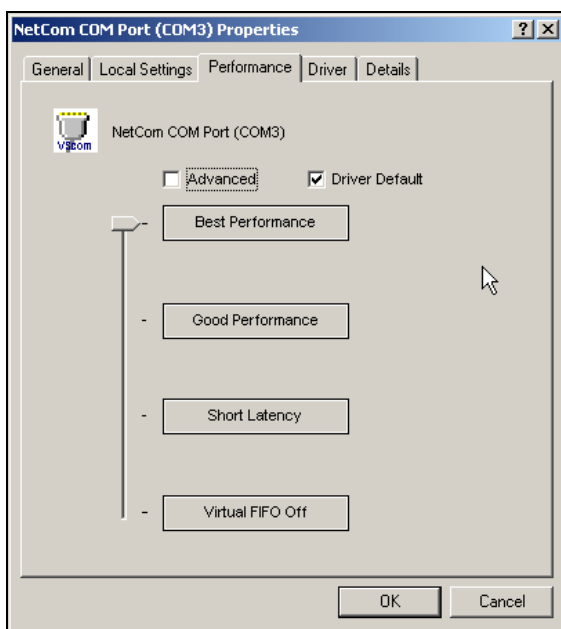 NetCom COM Port (COM3) Properties
General Local Settings Performance Driver Details
VScom
NetCom COM Port (COM3)
Advanced Driver Default
Best Performance
Good Performance
Short Latency
Virtual FIFO Off
OK Cancel